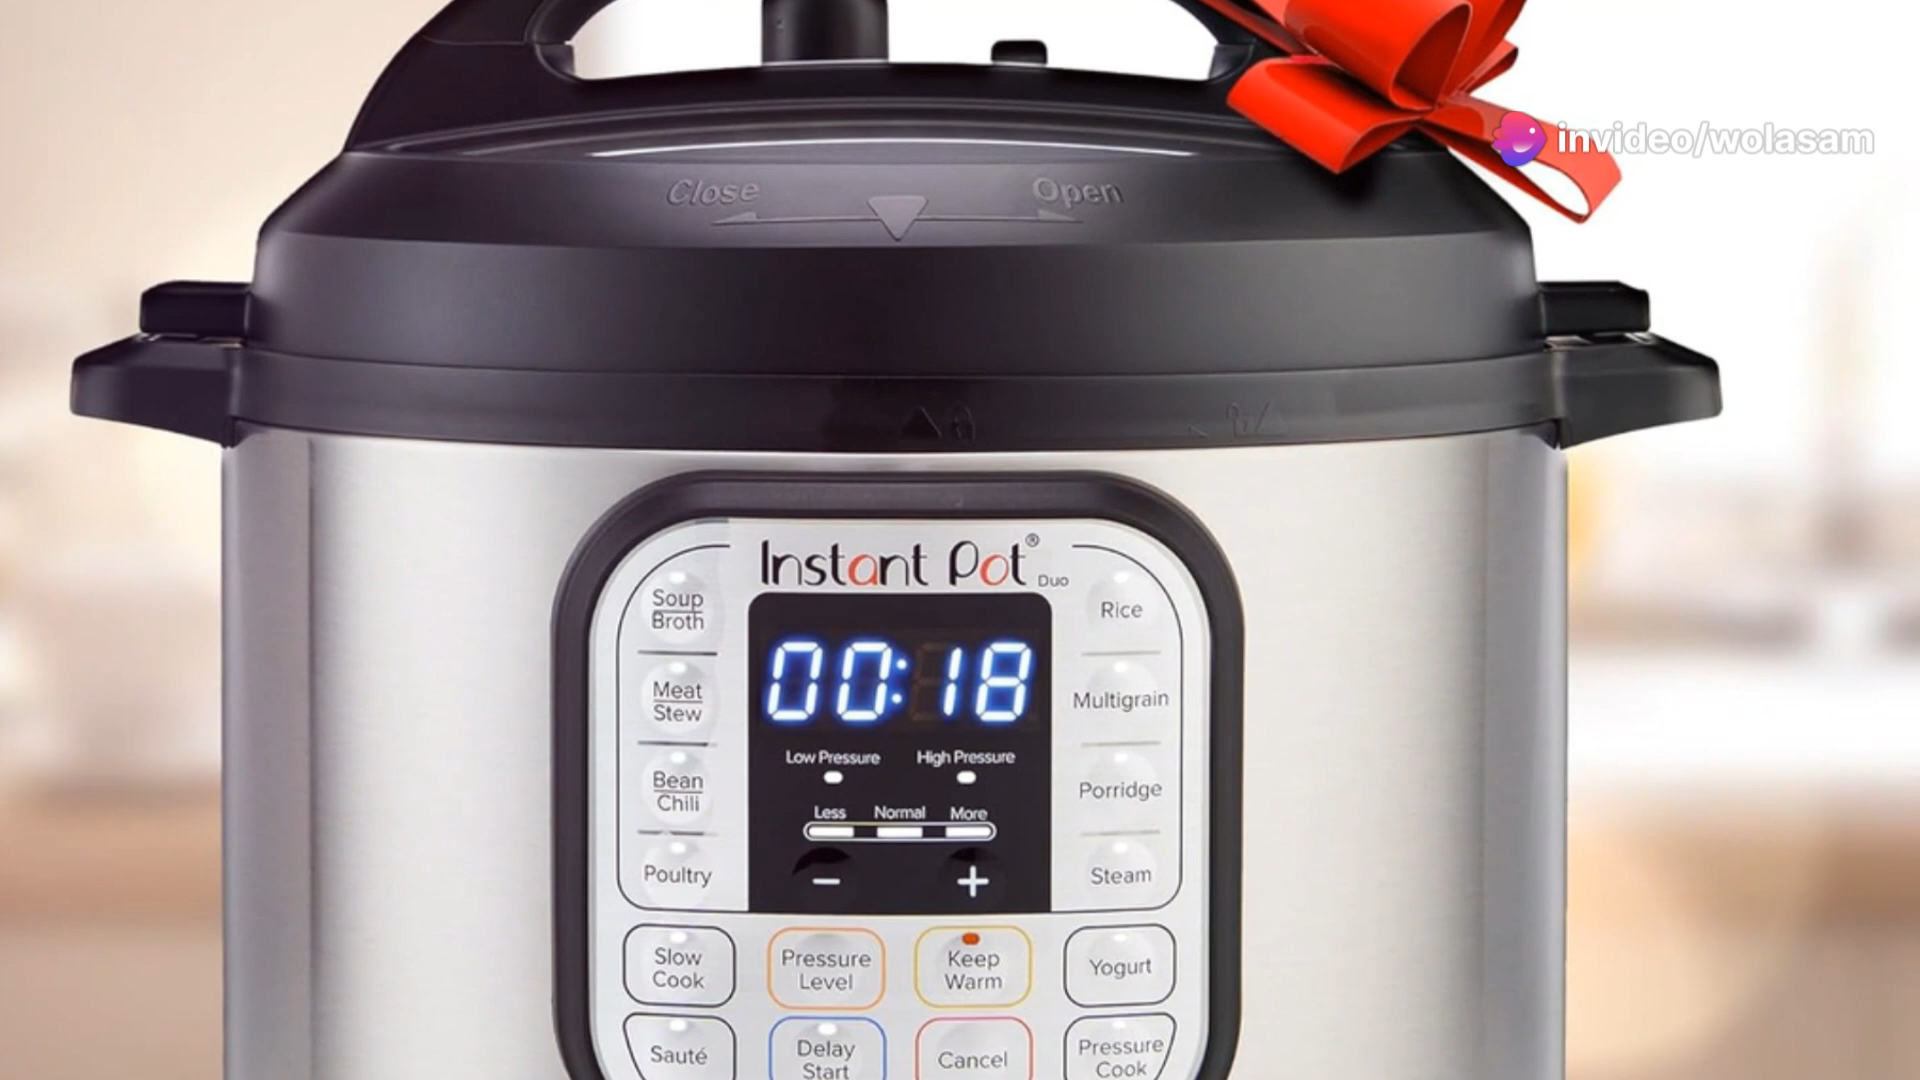 invideo/wolasam
Close
Open
Instant Pot®
Duo
Soup
Broth
Rice
00:18
Meat
Stew
Multigrain
Low Pressure
High Pressure
Bean
Chili
Porridge
Less
Normal
More
Poultry
−
+
Steam
Slow
Cook
Pressure
Level
Keep
Warm
Yogurt
Sauté
Delay
Start
Cancel
Pressure
Cook